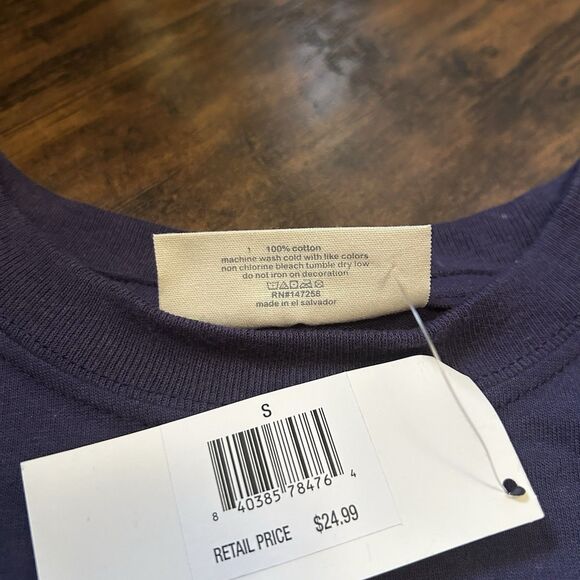 1 100% cotton
machine wash cold with like colors
non chlorine bleach tumble dry low
do not iron on decoration
RN#147258
made in el salvador
S
8 40385 78476 4
RETAIL PRICE $24.99